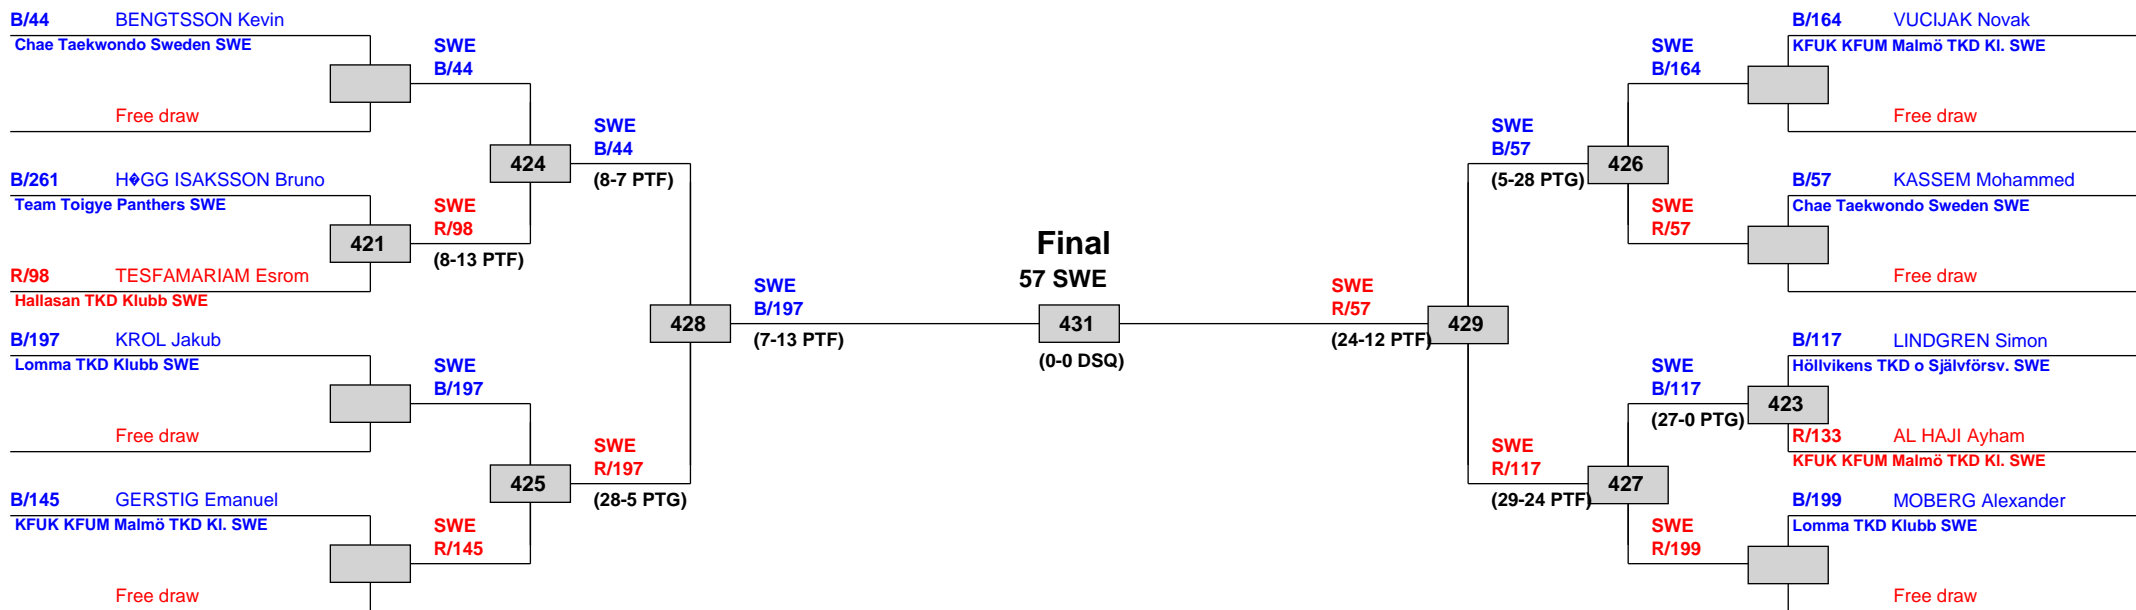 B/44 BENGTSSON Kevin
Chae Taekwondo Sweden SWE
Free draw
SWE
B/44
B/261 H�GG ISAKSSON Bruno
Team Toigye Panthers SWE
421
R/98 TESFAMARIAM Esrom
Hallasan TKD Klubb SWE
SWE
R/98
(8-13 PTF)
424
SWE
B/44
(8-7 PTF)
B/197 KROL Jakub
Lomma TKD Klubb SWE
Free draw
SWE
B/197
B/145 GERSTIG Emanuel
KFUK KFUM Malmö TKD Kl. SWE
Free draw
SWE
R/145
425
SWE
R/197
(28-5 PTG)
428
SWE
B/197
(7-13 PTF)
Final
57 SWE
431
(0-0 DSQ)
SWE
R/57
(24-12 PTF)
429
SWE
B/57
(5-28 PTG)
426
SWE
B/164
B/164 VUCIJAK Novak
KFUK KFUM Malmö TKD Kl. SWE
Free draw
SWE
R/57
B/57 KASSEM Mohammed
Chae Taekwondo Sweden SWE
Free draw
SWE
R/117
(29-24 PTF)
427
SWE
B/117
(27-0 PTG)
423
B/117 LINDGREN Simon
Höllvikens TKD o Självförsv. SWE
R/133 AL HAJI Ayham
KFUK KFUM Malmö TKD Kl. SWE
SWE
R/199
B/199 MOBERG Alexander
Lomma TKD Klubb SWE
Free draw